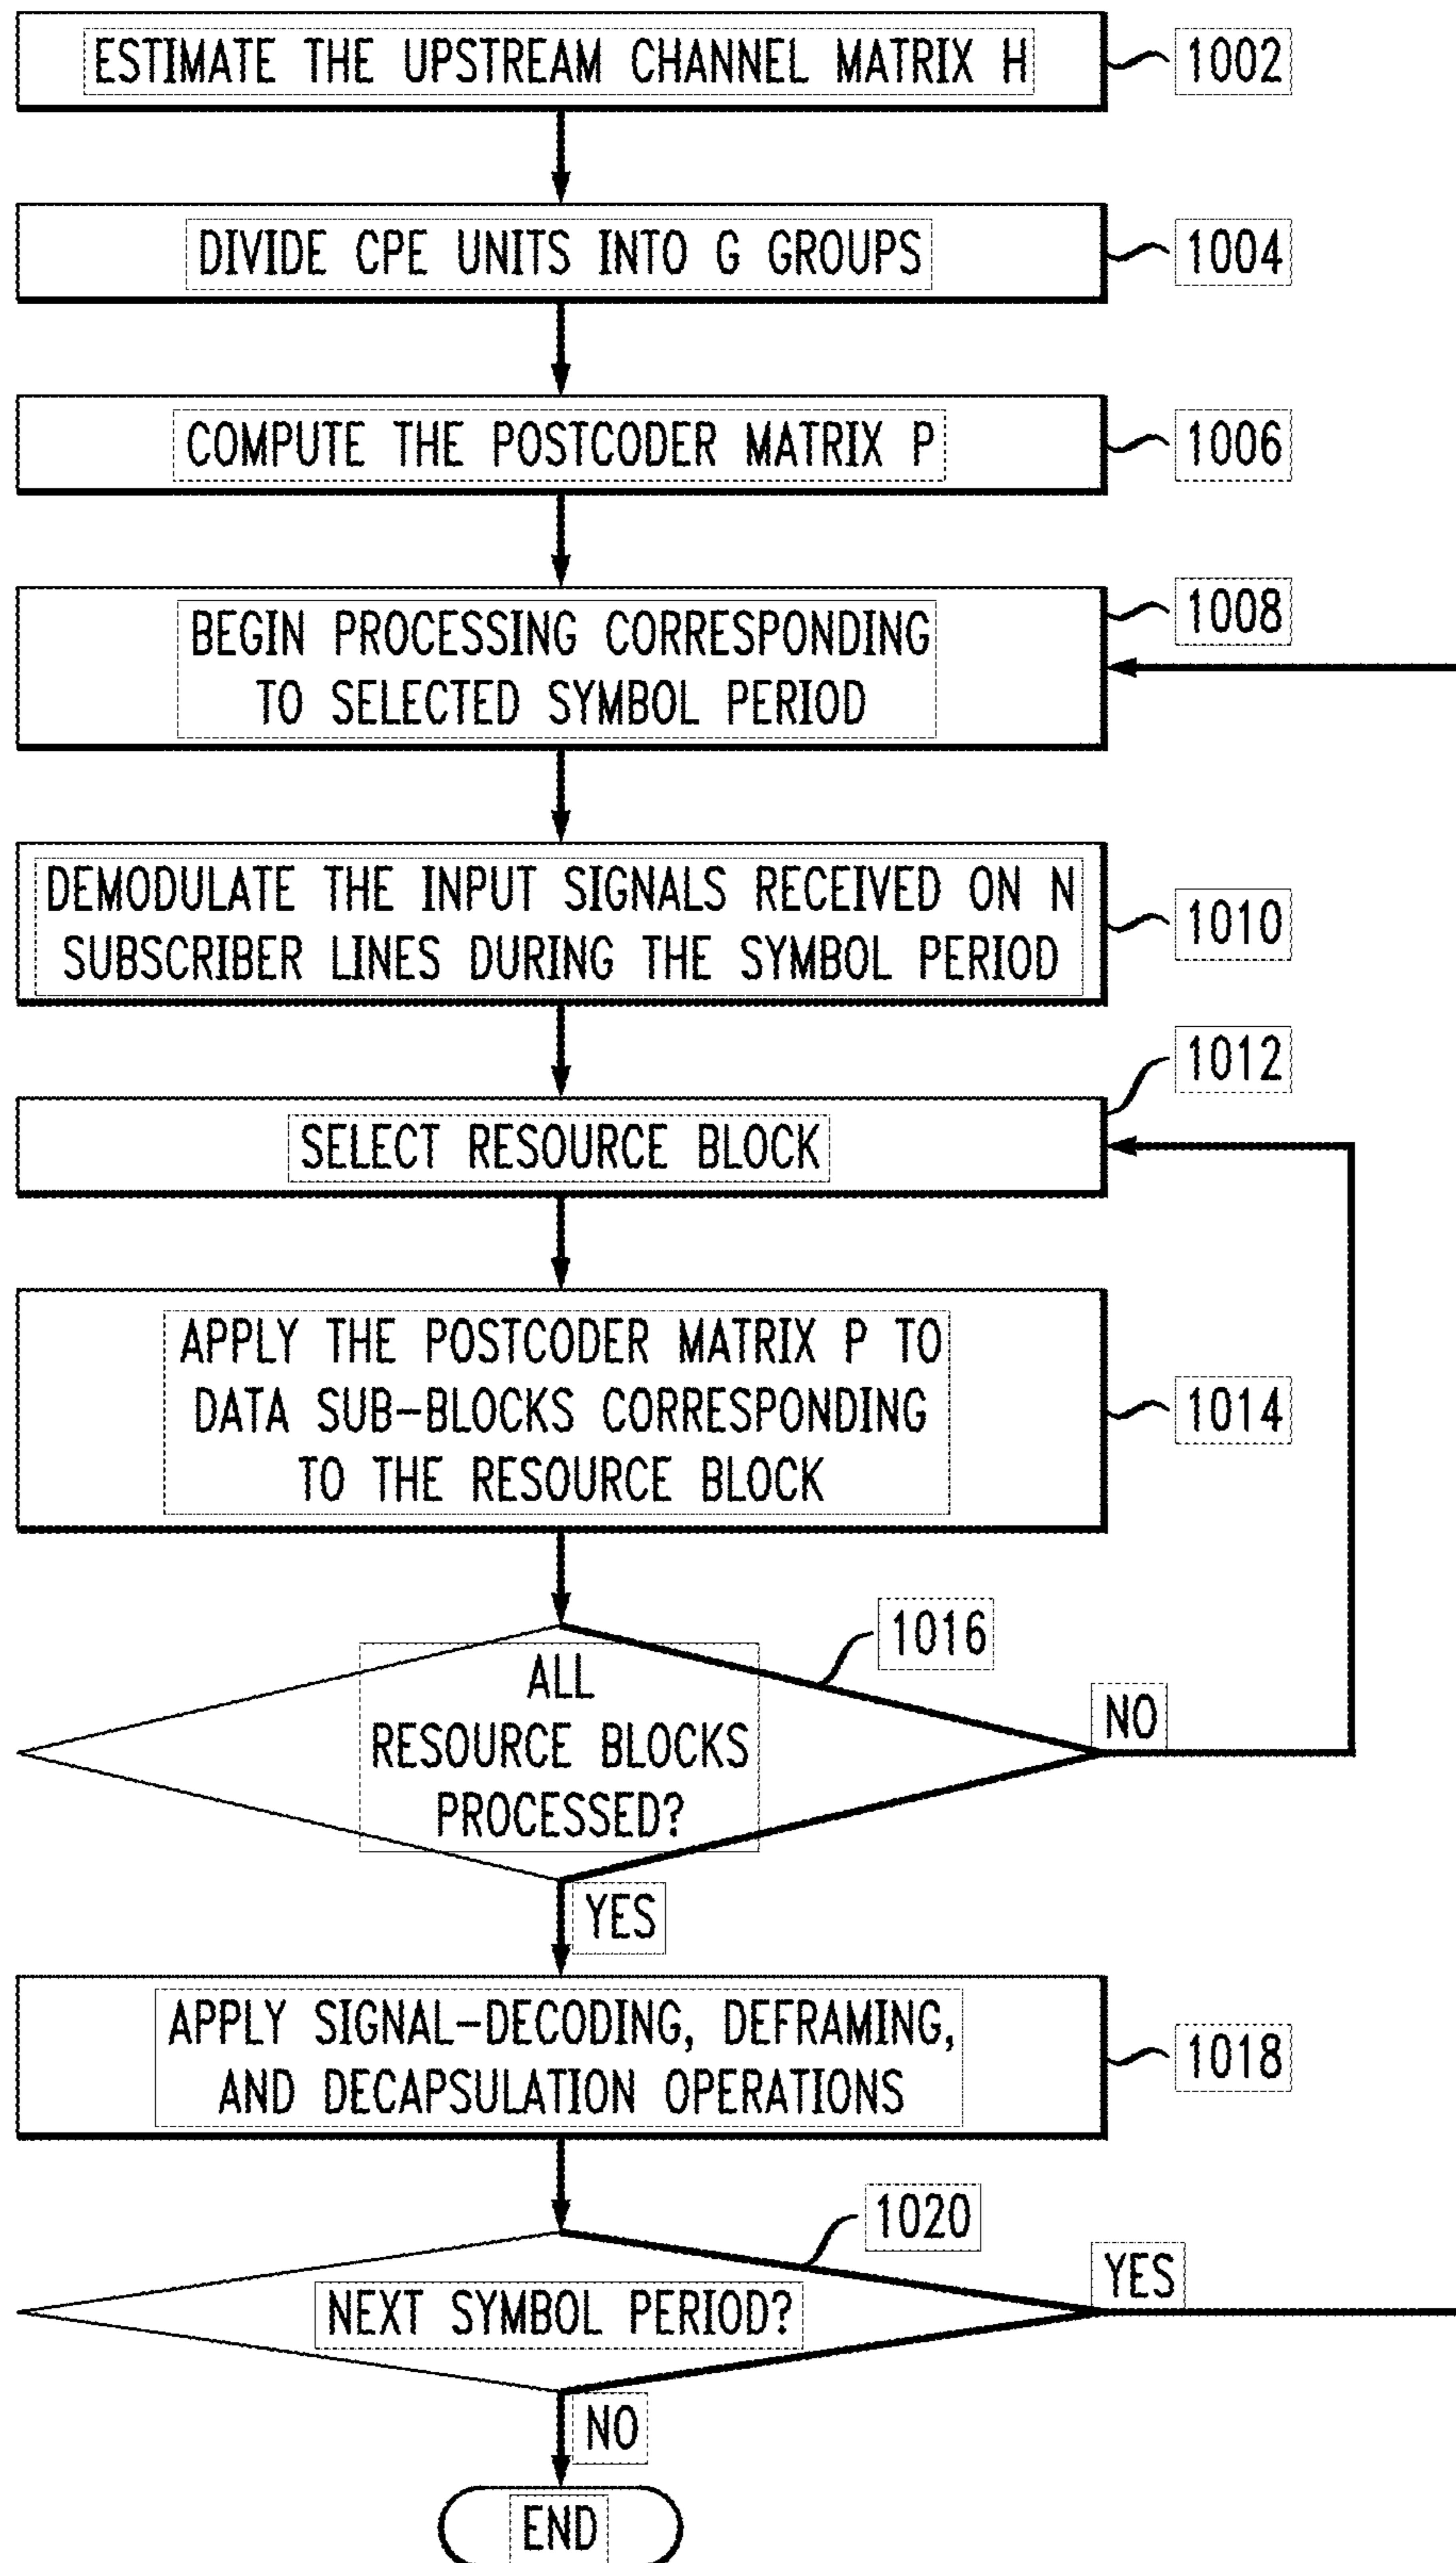 ESTIMATE THE UPSTREAM CHANNEL MATRIX H
1002
DIVIDE CPE UNITS INTO G GROUPS
1004
COMPUTE THE POSTCODER MATRIX P
1006
BEGIN PROCESSING CORRESPONDING
TO SELECTED SYMBOL PERIOD
1008
DEMODULATE THE INPUT SIGNALS RECEIVED ON N
SUBSCRIBER LINES DURING THE SYMBOL PERIOD
1010
1012
SELECT RESOURCE BLOCK
APPLY THE POSTCODER MATRIX P TO
DATA SUB-BLOCKS CORRESPONDING
TO THE RESOURCE BLOCK
1014
1016
ALL
RESOURCE BLOCKS
PROCESSED?
NO
YES
APPLY SIGNAL-DECODING, DEFRAMING,
AND DECAPSULATION OPERATIONS
1018
1020
NEXT SYMBOL PERIOD?
YES
NO
END